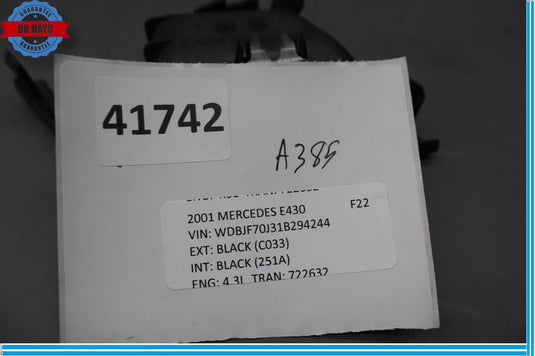 GUARANTEE
90 DAYS
GUARANTEE
41742
A385
2001 MERCEDES E430 F22
VIN: WDBJF70J31B294244
EXT: BLACK (C033)
INT: BLACK (251A)
ENG: 4.3L TRAN: 722632